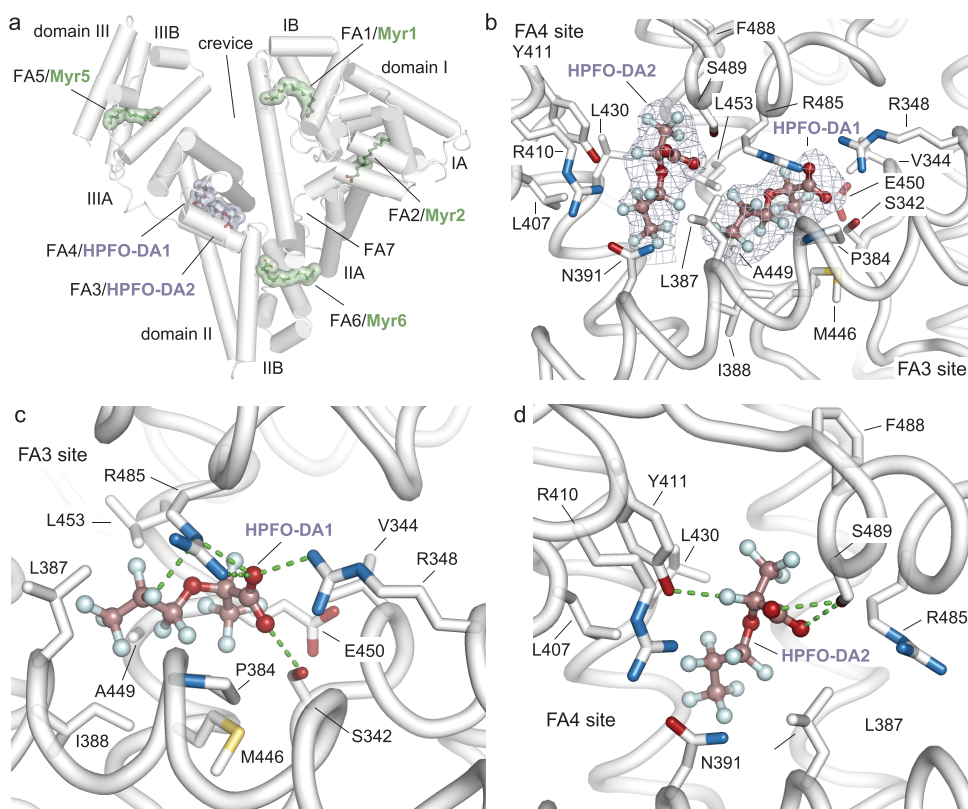 a
domain III
IIIB
crevice
IB
FA1/Myr1
domain I
FA5/Myr5
IA
IIIA
FA2/Myr2
FA4/HPFO-DA1
FA7
FA3/HPFO-DA2
IIA
domain II
FA6/Myr6
IIB
b
FA4 site
F488
Y411
HPFO-DA2
S489
L430
L453
R485
HPFO-DA1
R348
R410
V344
E450
L407
S342
N391
L387
A449
P384
M446
I388
FA3 site
c
FA3 site
R485
L453
HPFO-DA1
V344
L387
R348
E450
A449
P384
I388
M446
S342
d
F488
R410
Y411
L430
S489
R485
L407
HPFO-DA2
FA4 site
L387
N391